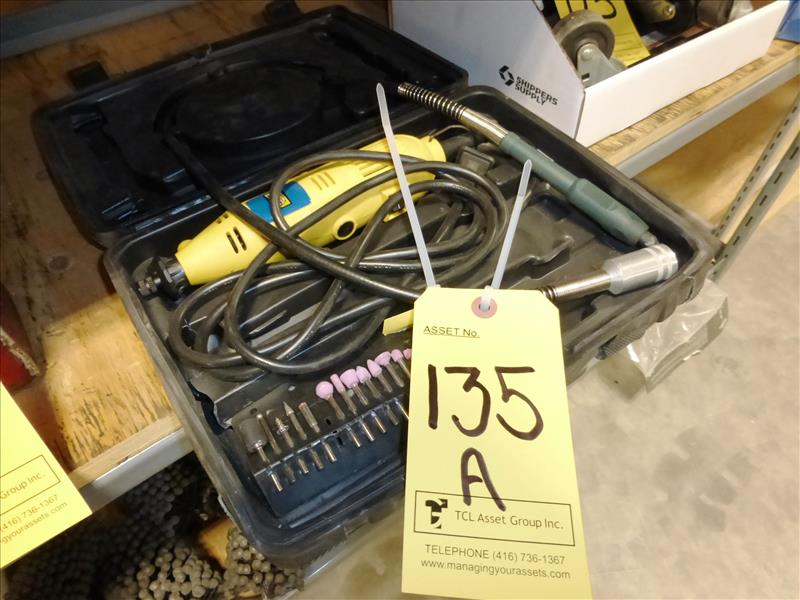 SHIPPERS
SUPPLY
ASSET No.
135
A
TCL Asset Group Inc.
TELEPHONE (416) 736-1367
www.managingyourassets.com
Group Inc.
(416) 736-1367
ngyourassets.com